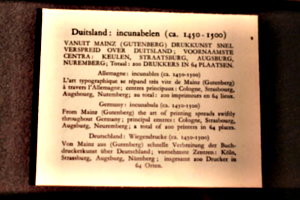 Duitsland: incunabelen (ca. 1450-1500)
VANUIT MAINZ (GUTENBERG) DRUKKUNST SNEL
VERSPREID OVER DUITSLAND; VOORNAAMSTE
CENTRA: KEULEN, STRAATSBURG, AUGSBURG,
NUREMBERG; Totaal: 200 DRUKKERS IN 64 PLAATSEN.
Allemagne: incunables (ca. 1450-1500)
L'art typographique se répand très vite de Mainz (Gutenberg)
à travers l'Allemagne; centres principaux: Cologne, Strasbourg,
Augsbourg, Nuremberg; au total: 200 imprimeurs en 64 lieux.
Germany: incunabula (ca. 1450-1500)
From Mainz (Gutenberg) the art of printing spreads swiftly
throughout Germany; principal centres: Cologne, Strasbourg,
Augsburg, Nuremberg; a total of 200 printers in 64 places.
Deutschland: Wiegendrucke (ca. 1450-1500)
Von Mainz aus (Gutenberg) schnelle Verbreitung der Buch-
druckerkunst über Deutschland; vornehmste Zentren: Köln,
Strassburg, Augsburg, Nürnberg; insgesamt 200 Drucker in
64 Orten.